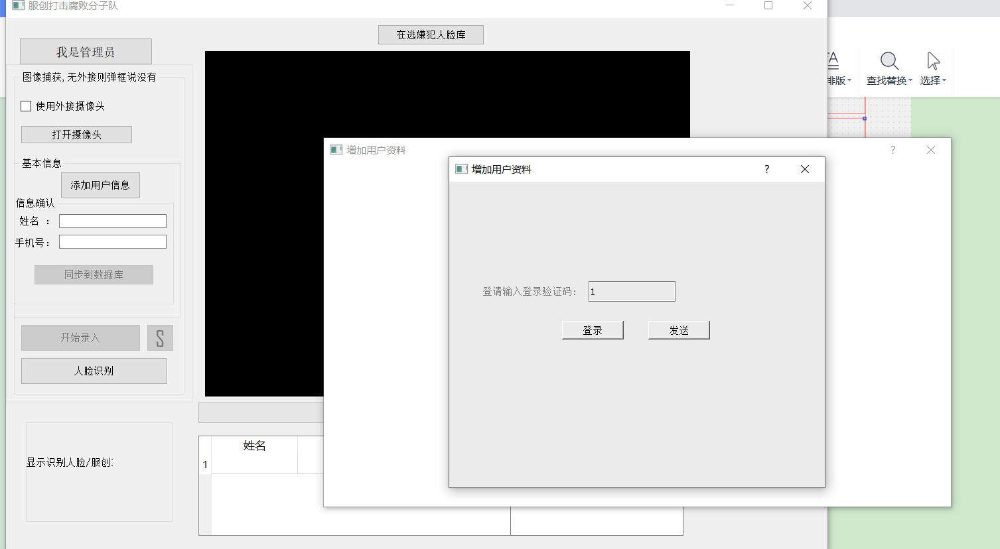 服创打击腐败分子队
在逃嫌犯人脸库
我是管理员
图像捕获,无外接则弹框说没有
使用外接摄像头
打开摄像头
基本信息
添加用户信息
信息确认
姓名 :
手机号:
同步到数据库
开始录入
S
人脸识别
显示识别人脸/服创:
姓名
1
增加用户资料
?
增加用户资料
?
登请输入登录验证码:
1
登录
发送
A
排版
查找替换
选择